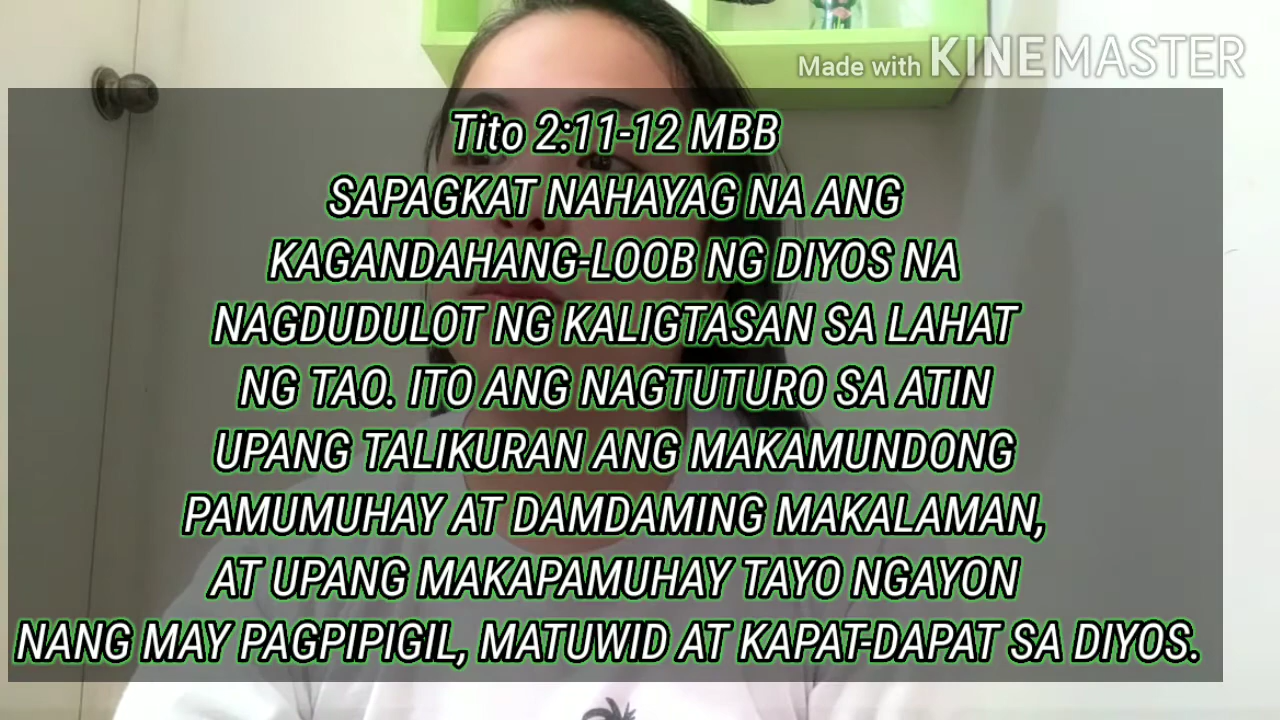 Made with KINEMASTER
Tito 2:11-12 MBB
SAPAGKAT NAHAYAG NA ANG
KAGANDAHANG-LOOB NG DIYOS NA
NAGDUDULOT NG KALIGTASAN SA LAHAT
NG TAO. ITO ANG NAGTUTURO SA ATIN
UPANG TALIKURAN ANG MAKAMUNDONG
PAMUMUHAY AT DAMDAMING MAKALAMAN,
AT UPANG MAKAPAMUHAY TAYO NGAYON
NANG MAY PAGPIPIGIL, MATUWID AT KAPAT-DAPAT SA DIYOS.